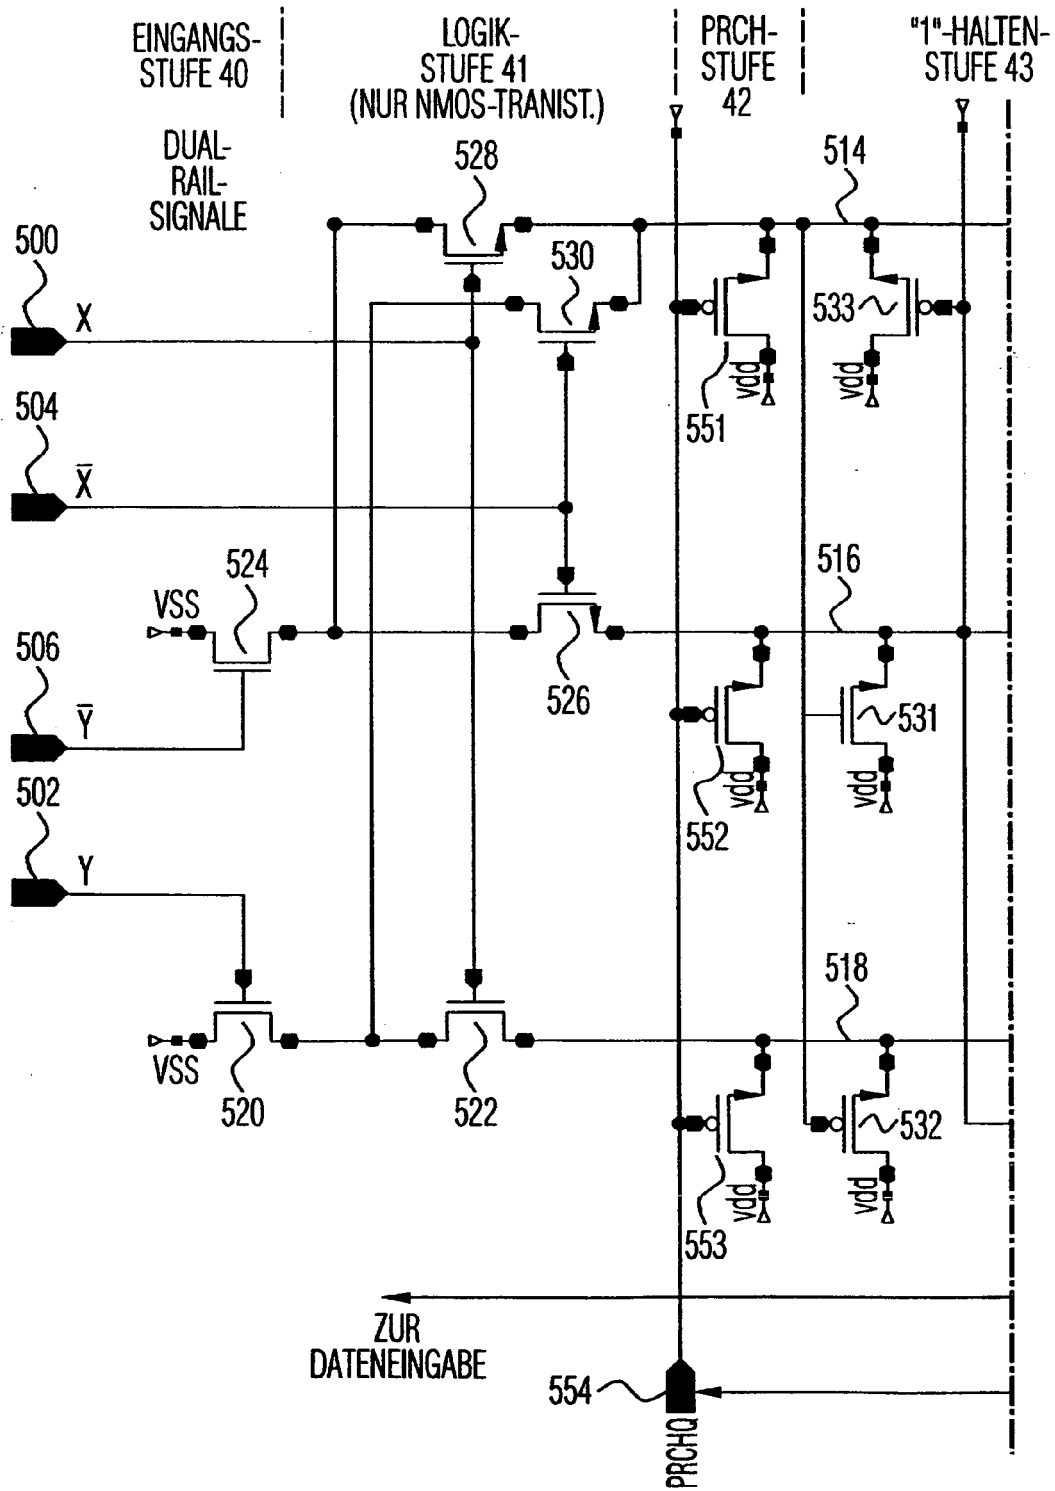 EINGANGS-
STUFE 40
LOGIK-
STUFE 41
(NUR NMOS-TRANIST.)
PRCH-
STUFE
42
"1"-HALTEN-
STUFE 43
DUAL-
RAIL-
SIGNALE
528
514
500
X
530
533
vdd
vdd
551
504
X̅
524
516
VSS
506
Y̅
526
531
502
vdd
vdd
552
Y
518
VSS
520
522
532
vdd
vdd
553
ZUR
DATENEINGABE
554
PRCHQ